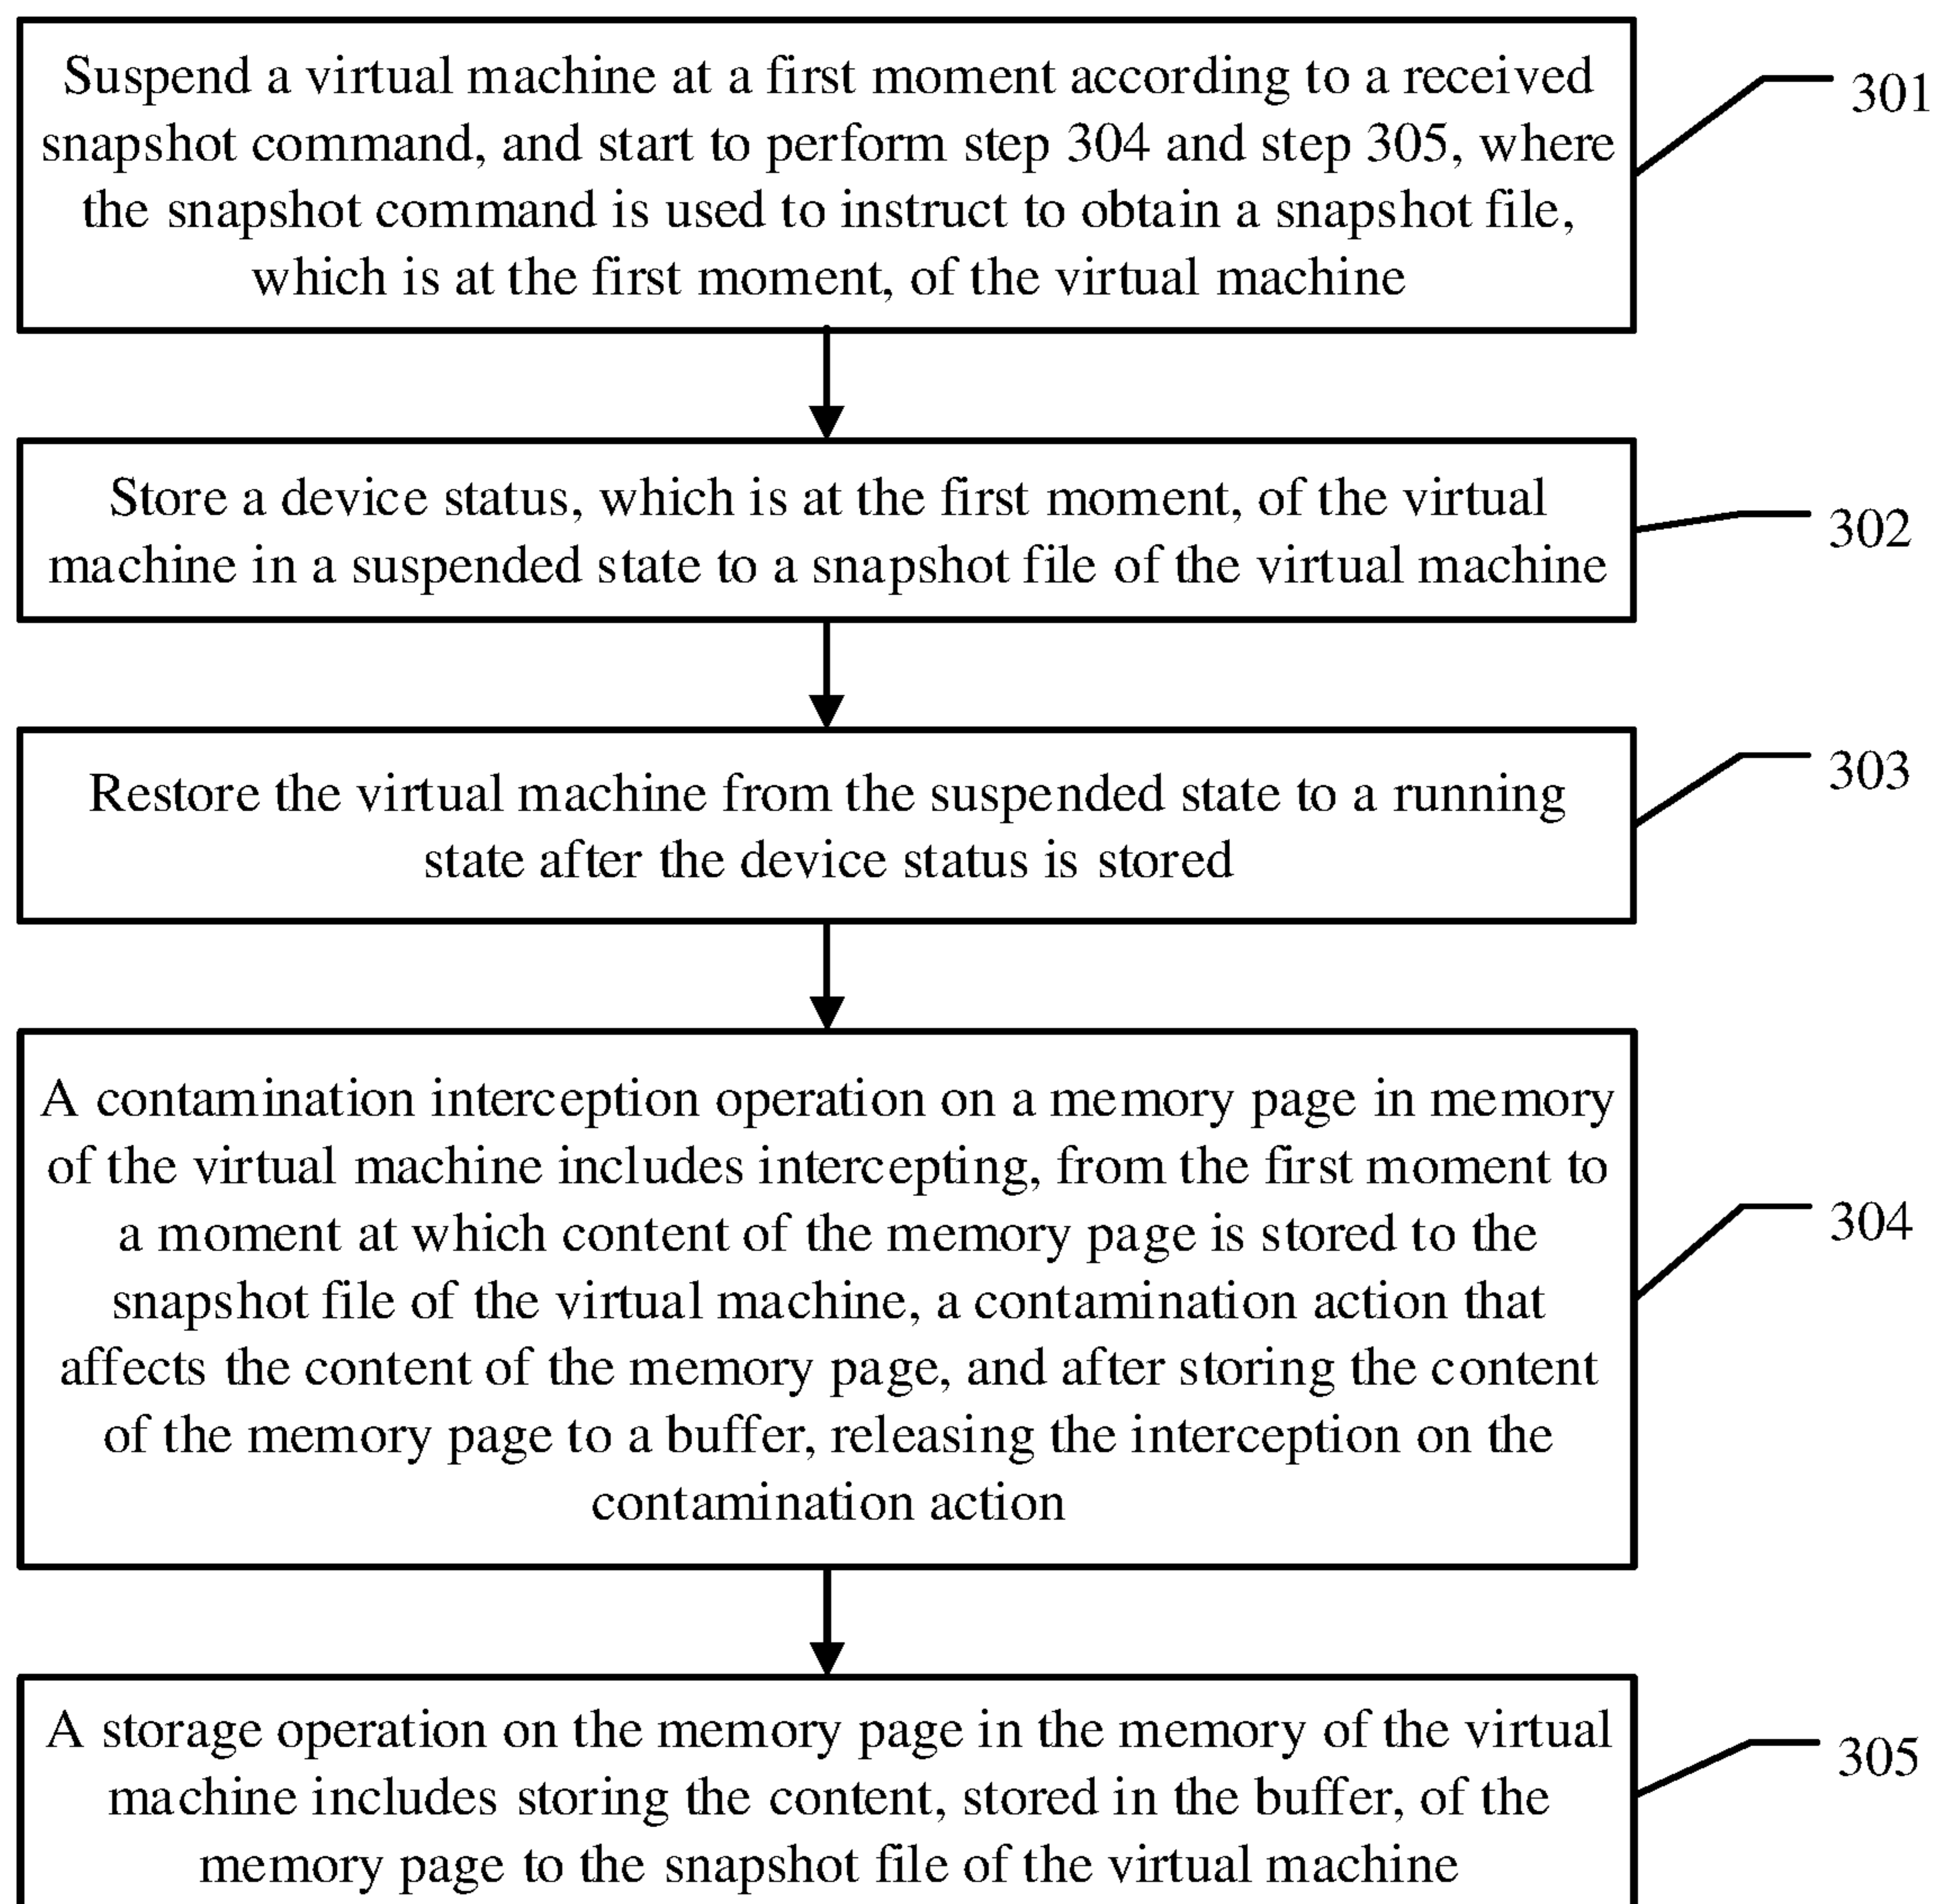 Suspend a virtual machine at a first moment according to a received
snapshot command, and start to perform step 304 and step 305, where
the snapshot command is used to instruct to obtain a snapshot file,
which is at the first moment, of the virtual machine
301
Store a device status, which is at the first moment, of the virtual
machine in a suspended state to a snapshot file of the virtual machine
302
Restore the virtual machine from the suspended state to a running
state after the device status is stored
303
A contamination interception operation on a memory page in memory
of the virtual machine includes intercepting, from the first moment to
a moment at which content of the memory page is stored to the
snapshot file of the virtual machine, a contamination action that
affects the content of the memory page, and after storing the content
of the memory page to a buffer, releasing the interception on the
contamination action
304
A storage operation on the memory page in the memory of the virtual
machine includes storing the content, stored in the buffer, of the
memory page to the snapshot file of the virtual machine
305